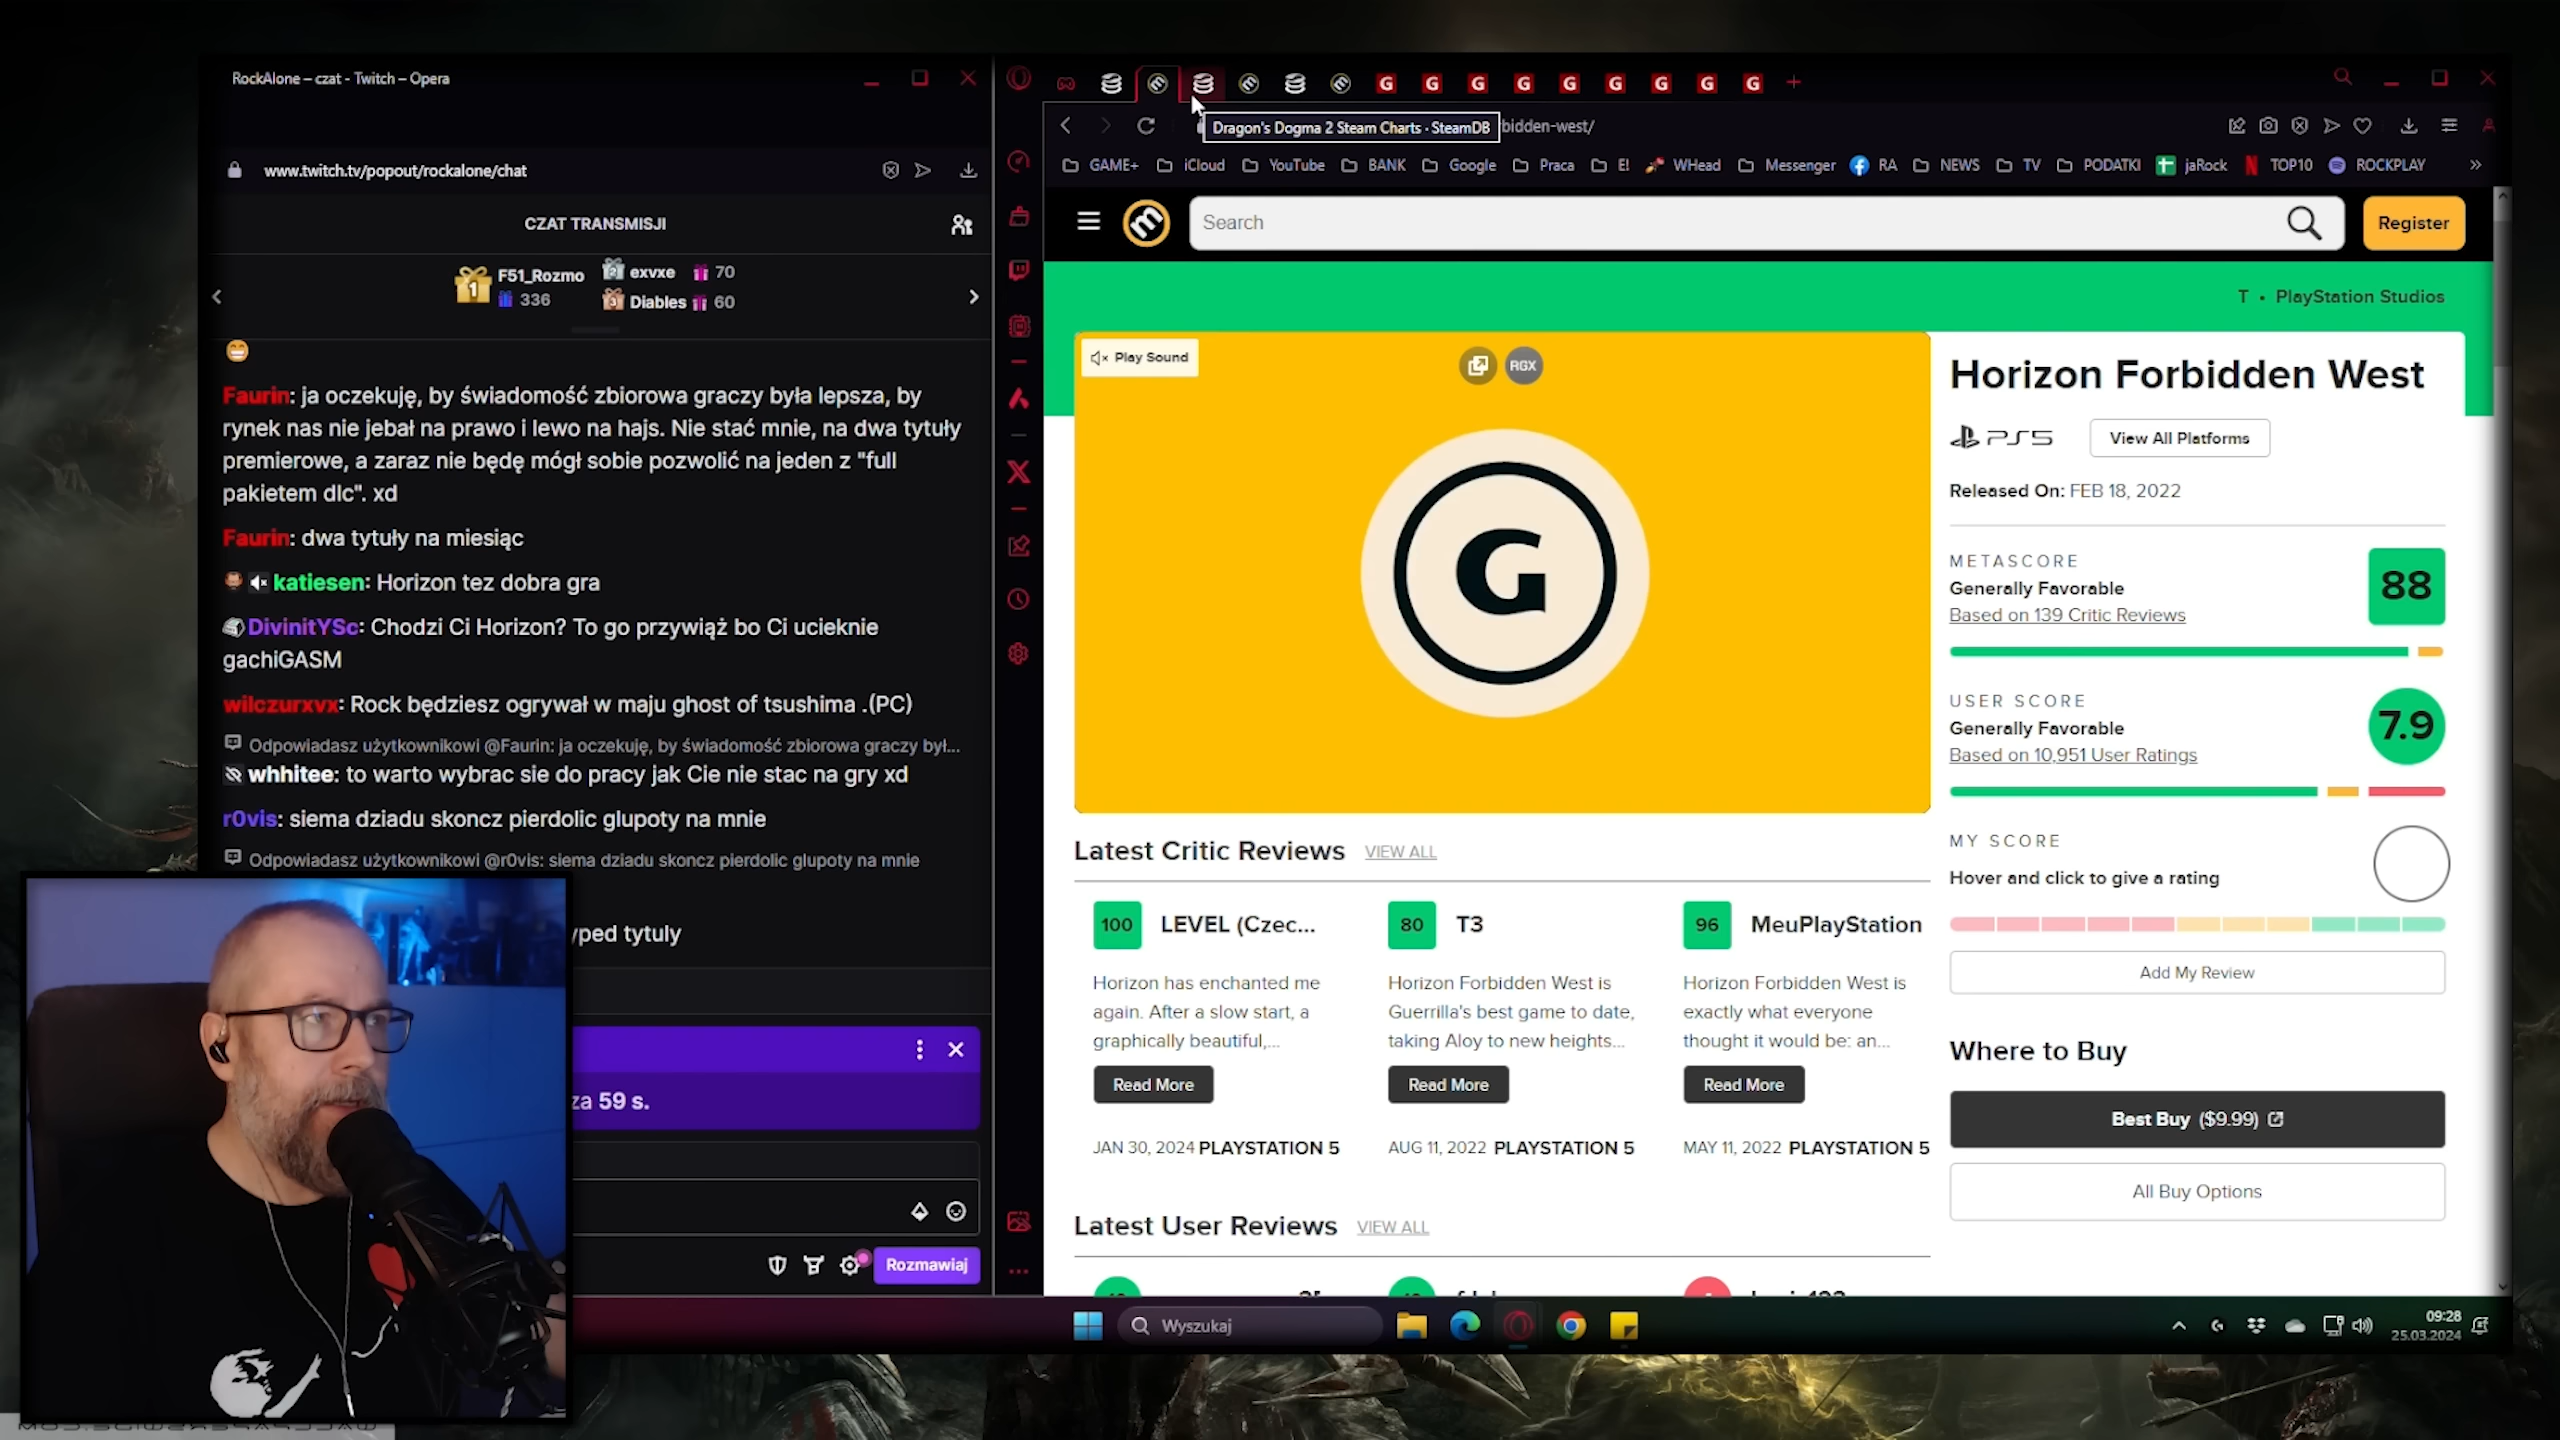 RockAlone – czat - Twitch – Opera
www.twitch.tv/popout/rockalone/chat
CZAT TRANSMISJI
1 F51_Rozmo 336
2 exvxe 70
3 Diables 60
Faurin: ja oczekuję, by świadomość zbiorowa graczy była lepsza, by
rynek nas nie jebał na prawo i lewo na hajs. Nie stać mnie, na dwa tytuły
premierowe, a zaraz nie będę mógł sobie pozwolić na jeden z "full
pakietem dlc". xd
Faurin: dwa tytuły na miesiąc
katiesen: Horizon tez dobra gra
DivinitYSc: Chodzi Ci Horizon? To go przywiąż bo Ci ucieknie
gachiGASM
wilczurxvx: Rock będziesz ogrywał w maju ghost of tsushima .(PC)
Odpowiadasz użytkownikowi @Faurin: ja oczekuję, by świadomość zbiorowa graczy był...
whhitee: to warto wybrac sie do pracy jak Cie nie stac na gry xd
r0vis: siema dziadu skoncz pierdolic glupoty na mnie
Odpowiadasz użytkownikowi @r0vis: siema dziadu skoncz pierdolic glupoty na mnie
yped tytuly
za 59 s.
Rozmawiaj
Dragon's Dogma 2 Steam Charts · SteamDB
bidden-west/
GAME+ iCloud YouTube BANK Google Praca E! WHead Messenger RA NEWS TV PODATKI jaRock TOP10 ROCKPLAY
Search
Register
T • PlayStation Studios
Play Sound
RGX
G
Horizon Forbidden West
PS5
View All Platforms
Released On: FEB 18, 2022
METASCORE
Generally Favorable
Based on 139 Critic Reviews
88
USER SCORE
Generally Favorable
Based on 10,951 User Ratings
7.9
MY SCORE
Hover and click to give a rating
Add My Review
Where to Buy
Best Buy ($9.99)
All Buy Options
Latest Critic Reviews VIEW ALL
100 LEVEL (Czec...
Horizon has enchanted me
again. After a slow start, a
graphically beautiful,...
Read More
JAN 30, 2024 PLAYSTATION 5
80 T3
Horizon Forbidden West is
Guerrilla's best game to date,
taking Aloy to new heights...
Read More
AUG 11, 2022 PLAYSTATION 5
96 MeuPlayStation
Horizon Forbidden West is
exactly what everyone
thought it would be: an...
Read More
MAY 11, 2022 PLAYSTATION 5
Latest User Reviews VIEW ALL
Wyszukaj
09:28
25.03.2024